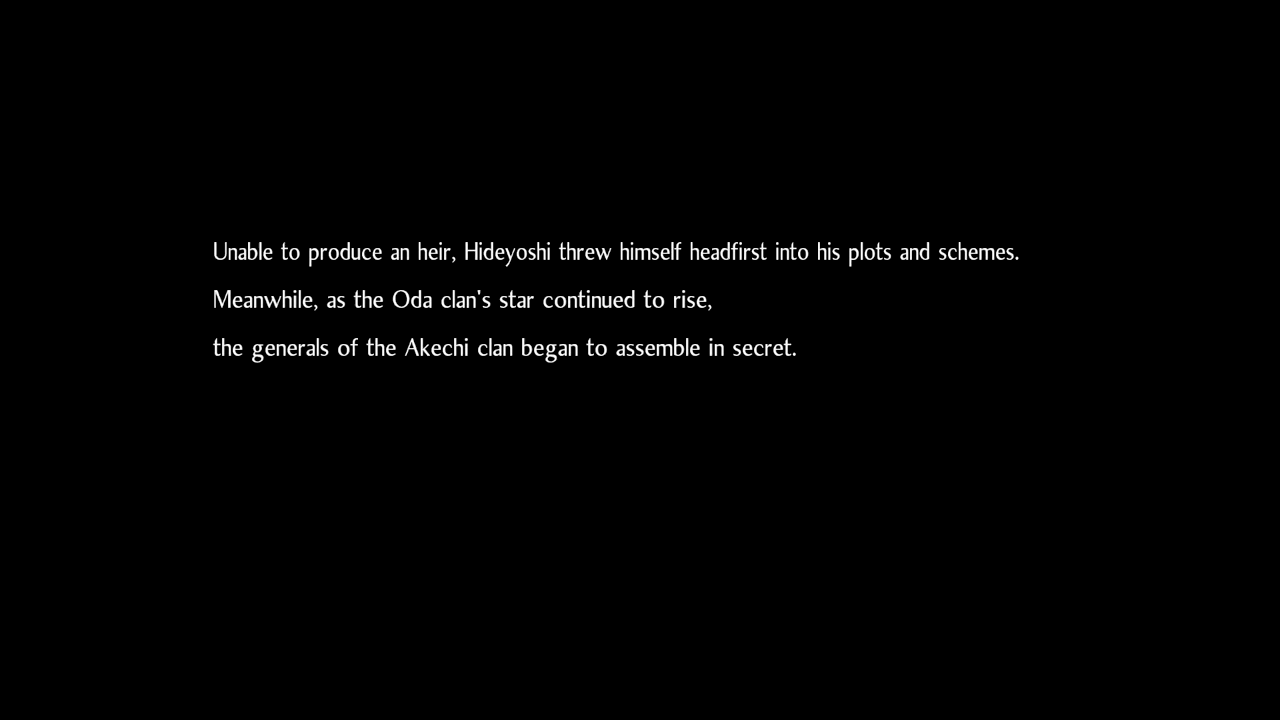 Unable to produce an heir, Hideyoshi threw himself headfirst into his plots and schemes.
Meanwhile, as the Oda clan's star continued to rise,
the generals of the Akechi clan began to assemble in secret.